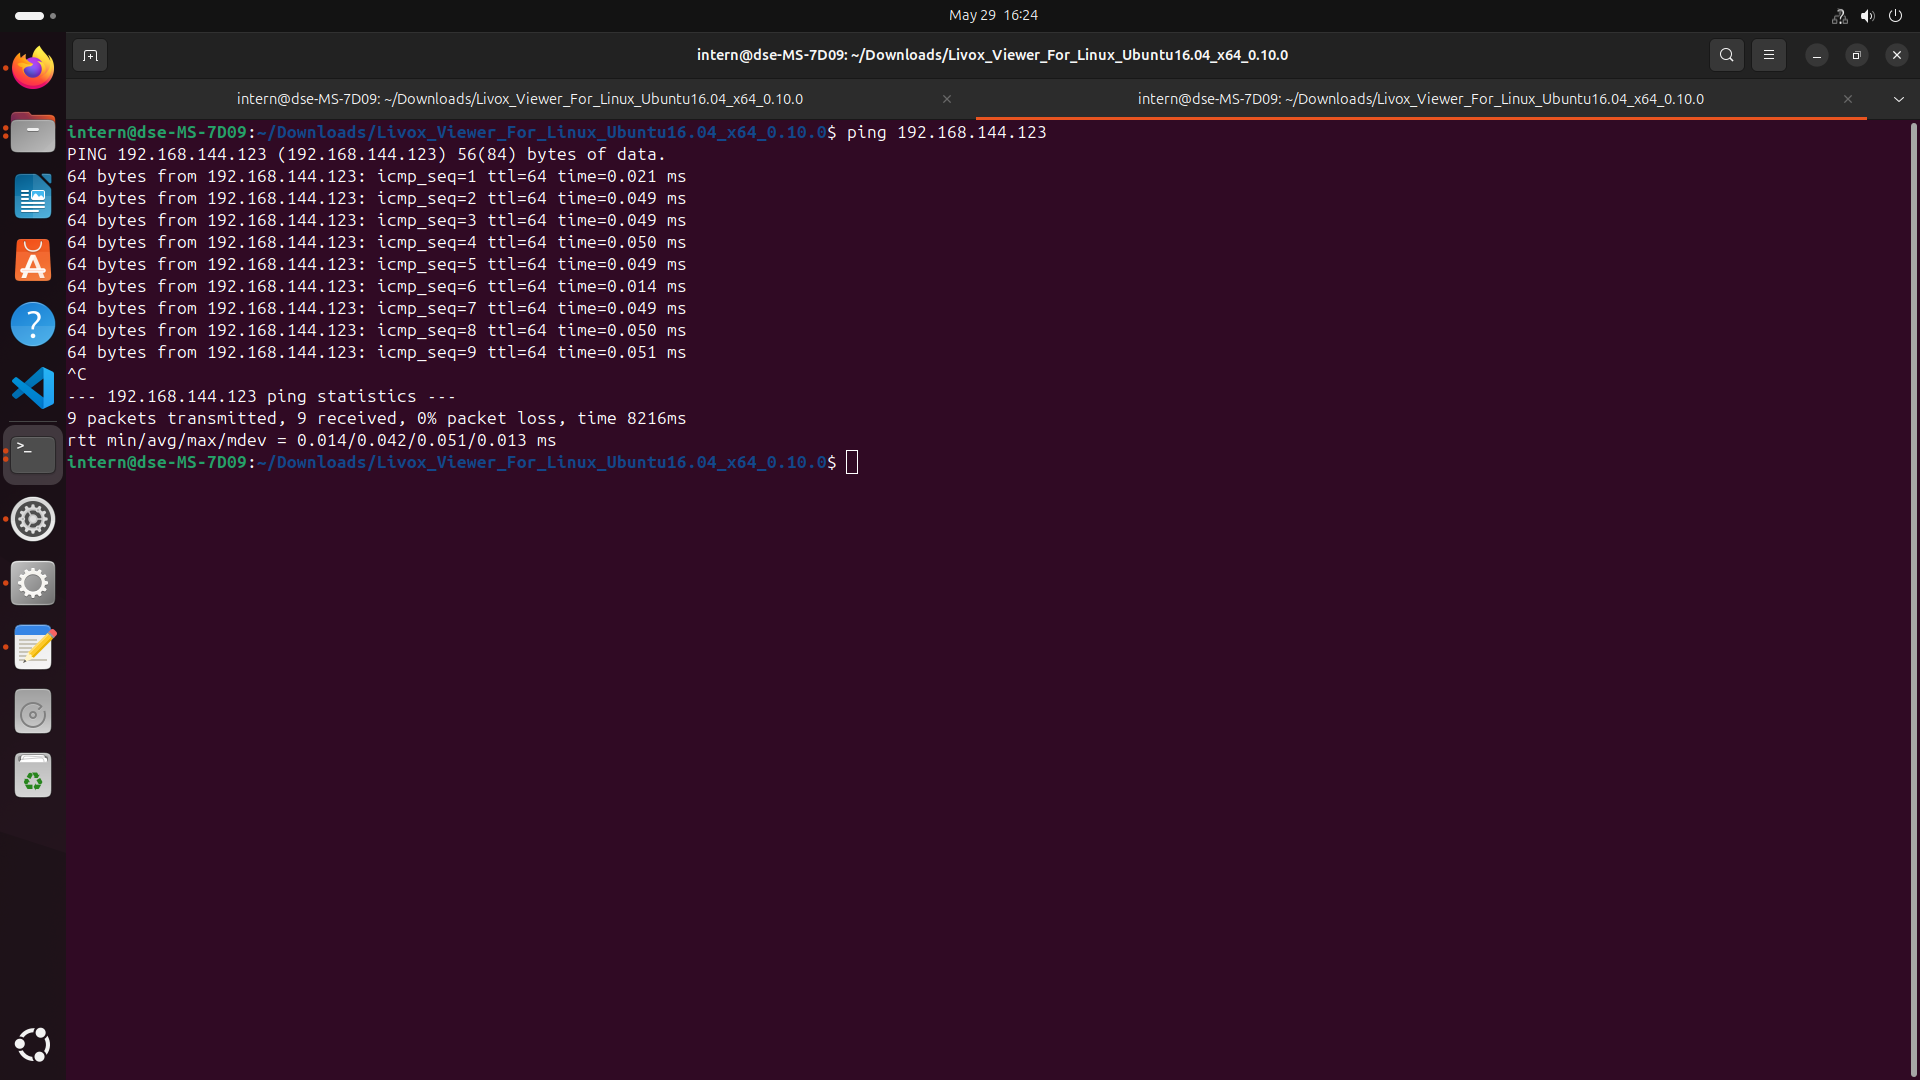 May 29 16:24
intern@dse-MS-7D09: ~/Downloads/Livox_Viewer_For_Linux_Ubuntu16.04_x64_0.10.0
intern@dse-MS-7D09: ~/Downloads/Livox_Viewer_For_Linux_Ubuntu16.04_x64_0.10.0
intern@dse-MS-7D09: ~/Downloads/Livox_Viewer_For_Linux_Ubuntu16.04_x64_0.10.0
intern@dse-MS-7D09:~/Downloads/Livox_Viewer_For_Linux_Ubuntu16.04_x64_0.10.0$ ping 192.168.144.123
PING 192.168.144.123 (192.168.144.123) 56(84) bytes of data.
64 bytes from 192.168.144.123: icmp_seq=1 ttl=64 time=0.021 ms
64 bytes from 192.168.144.123: icmp_seq=2 ttl=64 time=0.049 ms
64 bytes from 192.168.144.123: icmp_seq=3 ttl=64 time=0.049 ms
64 bytes from 192.168.144.123: icmp_seq=4 ttl=64 time=0.050 ms
64 bytes from 192.168.144.123: icmp_seq=5 ttl=64 time=0.049 ms
64 bytes from 192.168.144.123: icmp_seq=6 ttl=64 time=0.014 ms
64 bytes from 192.168.144.123: icmp_seq=7 ttl=64 time=0.049 ms
64 bytes from 192.168.144.123: icmp_seq=8 ttl=64 time=0.050 ms
64 bytes from 192.168.144.123: icmp_seq=9 ttl=64 time=0.051 ms
^C
--- 192.168.144.123 ping statistics ---
9 packets transmitted, 9 received, 0% packet loss, time 8216ms
rtt min/avg/max/mdev = 0.014/0.042/0.051/0.013 ms
intern@dse-MS-7D09:~/Downloads/Livox_Viewer_For_Linux_Ubuntu16.04_x64_0.10.0$